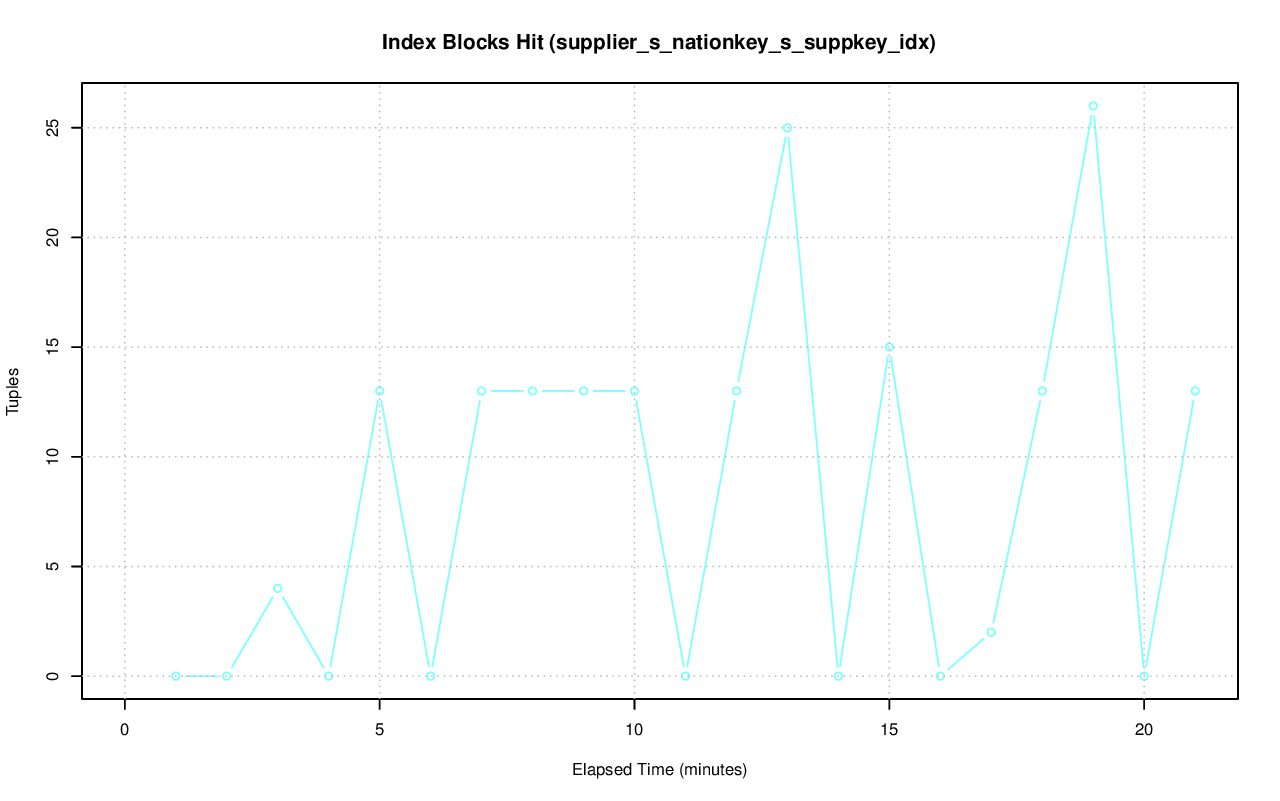 Index Blocks Hit (supplier_s_nationkey_s_suppkey_idx)
25
20
15
10
5
0
Tuples
0 5 10 15 20
Elapsed Time (minutes)